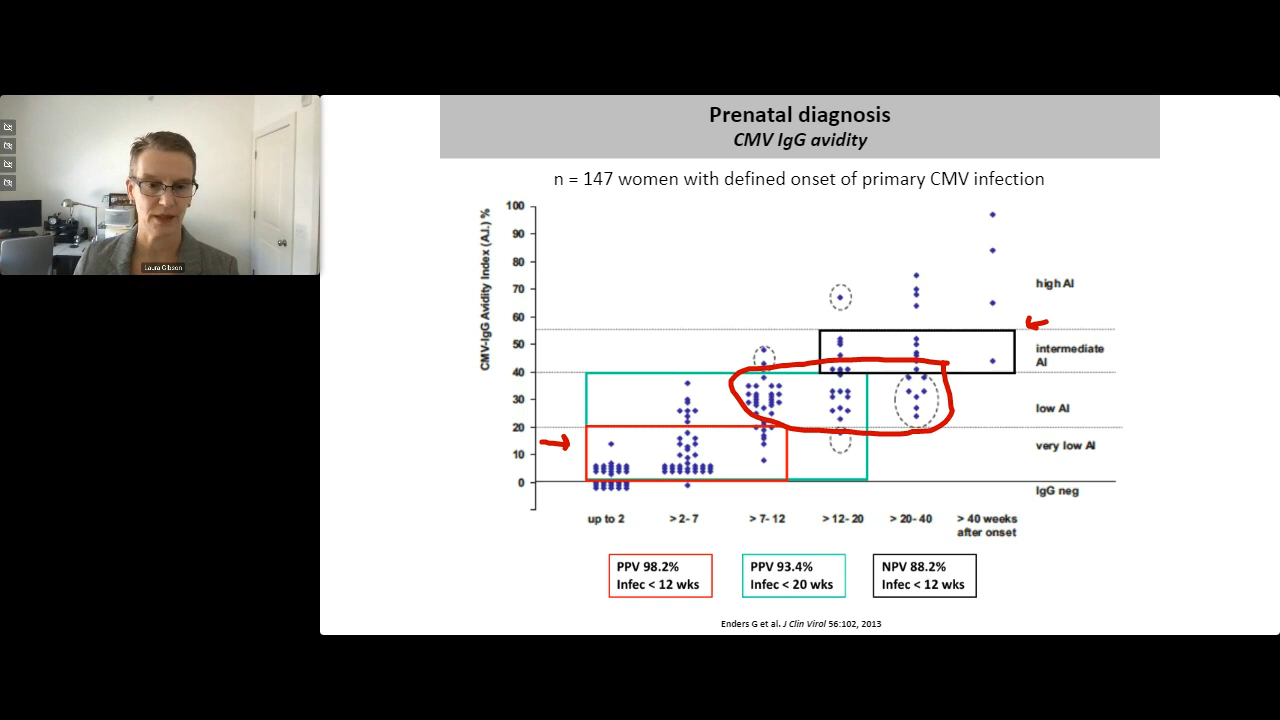 Laura Gibson
Prenatal diagnosis
CMV IgG avidity
n = 147 women with defined onset of primary CMV infection
CMV-IgG Avidity Index (A.I.) %
100
90
80
70
60
50
40
30
20
10
0
high AI
intermediate
AI
low AI
very low AI
IgG neg
up to 2
> 2- 7
> 7- 12
> 12- 20
> 20- 40
> 40 weeks
after onset
PPV 98.2%
Infec < 12 wks
PPV 93.4%
Infec < 20 wks
NPV 88.2%
Infec < 12 wks
Enders G et al. J Clin Virol 56:102, 2013